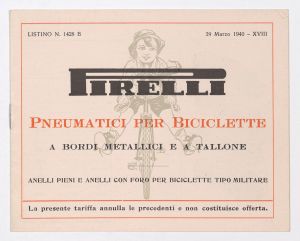 LISTINO N. 1428 B
29 Marzo 1940 - XVIII
PIRELLI
PNEUMATICI PER BICICLETTE
A BORDI METALLICI E A TALLONE
ANELLI PIENI E ANELLI CON FORO PER BICICLETTE TIPO MILITARE
La presente tariffa annulla le precedenti e non costituisce offerta.